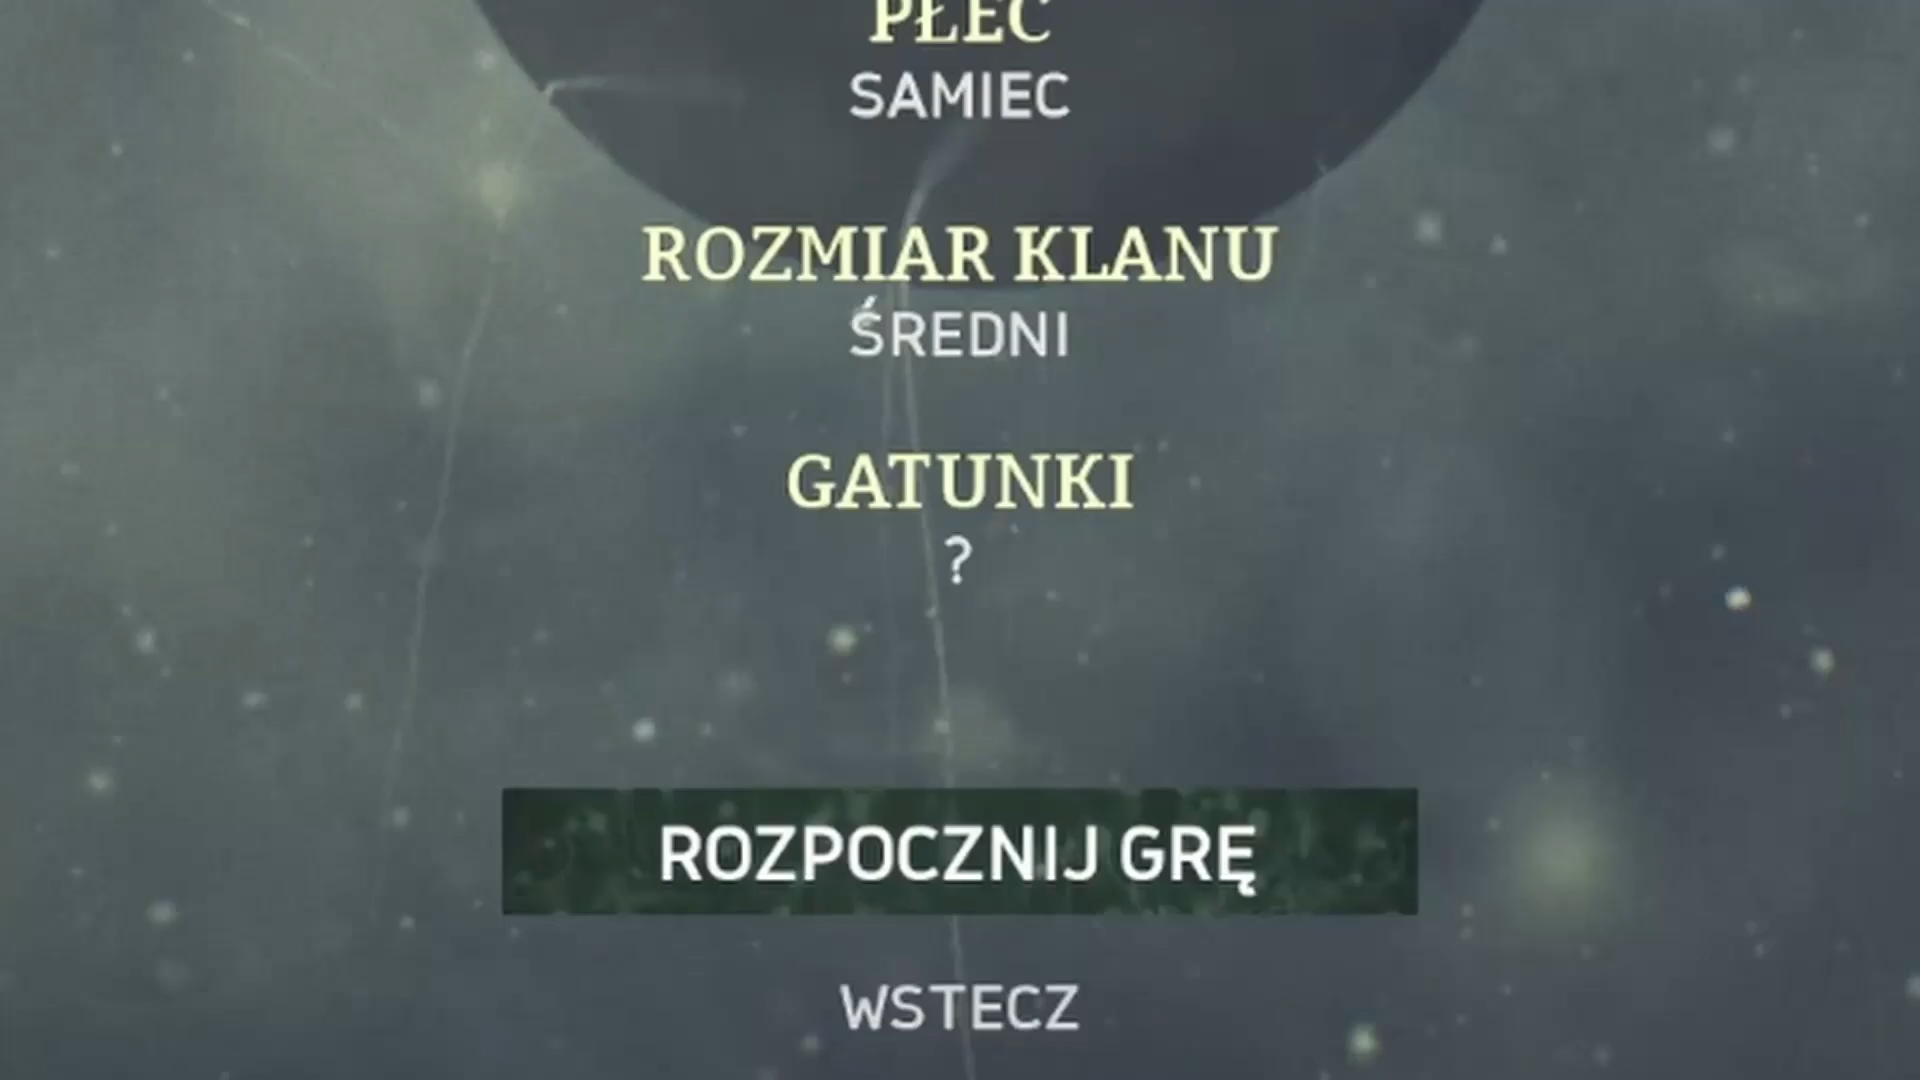 PŁEĆ
SAMIEC
ROZMIAR KLANU
ŚREDNI
GATUNKI
?
ROZPOCZNIJ GRĘ
WSTECZ